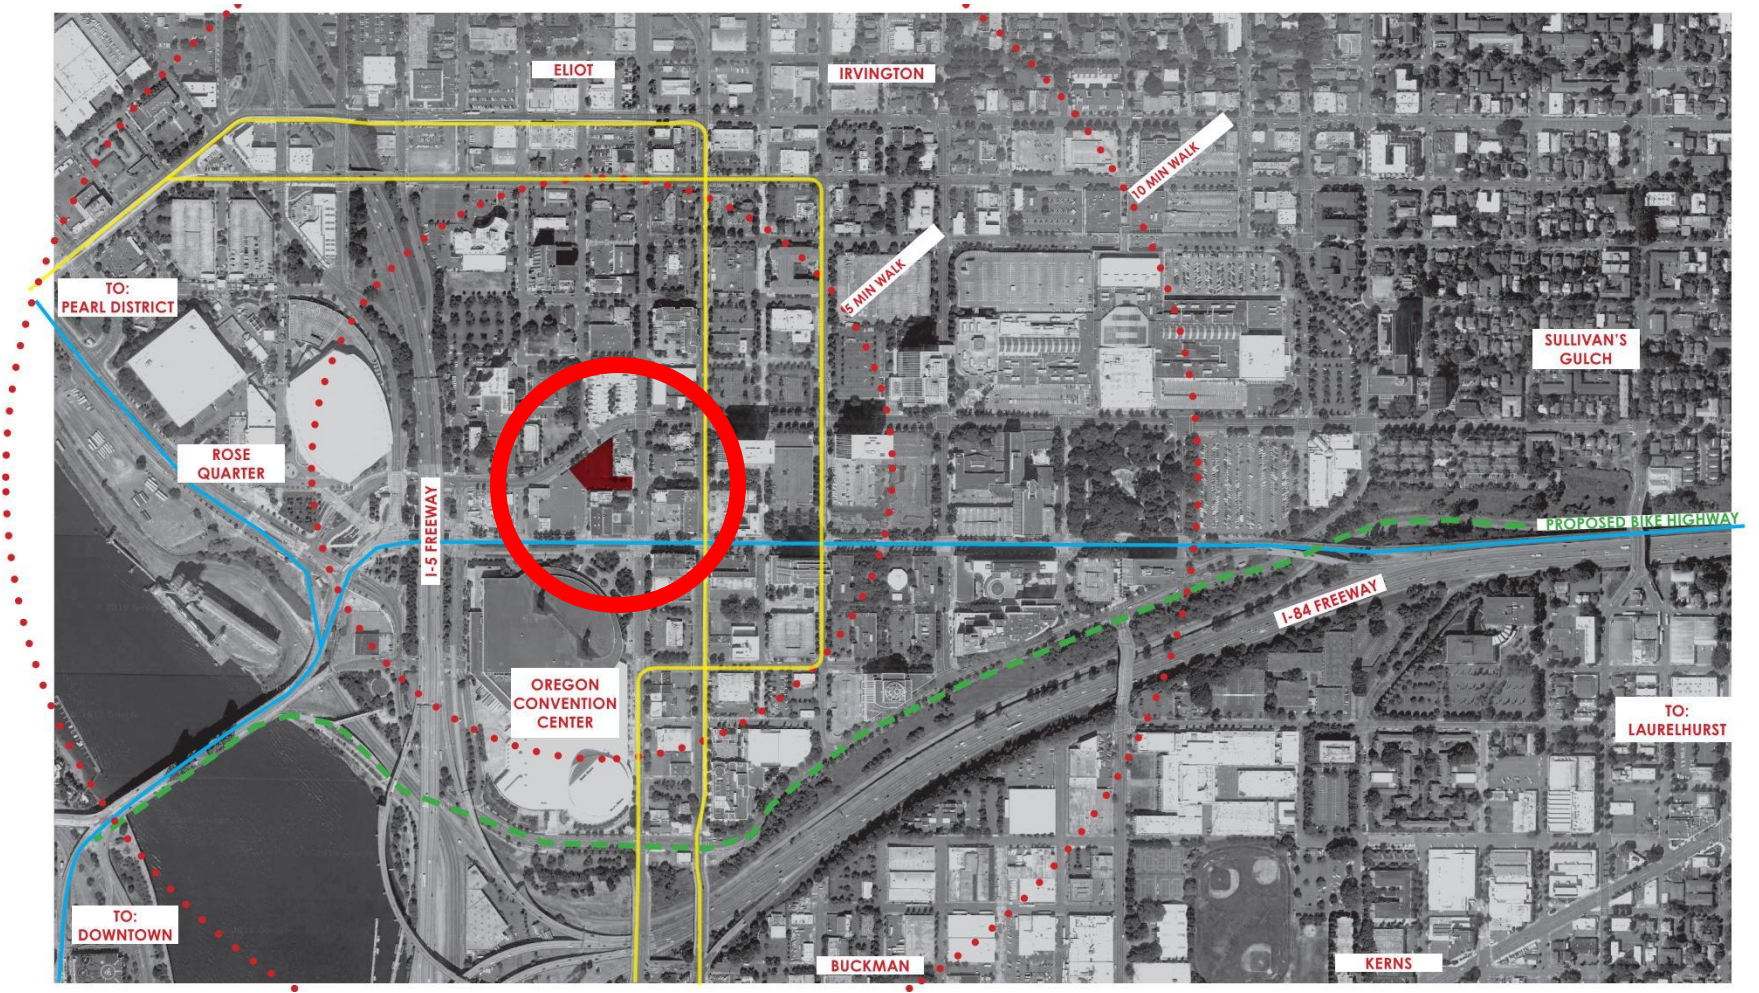 ELIOT
IRVINGTON
10 MIN WALK
5 MIN WALK
TO:
PEARL DISTRICT
SULLIVAN'S
GULCH
ROSE
QUARTER
I-5 FREEWAY
PROPOSED BIKE HIGHWAY
I-84 FREEWAY
OREGON
CONVENTION
CENTER
TO:
LAURELHURST
TO:
DOWNTOWN
BUCKMAN
KERNS